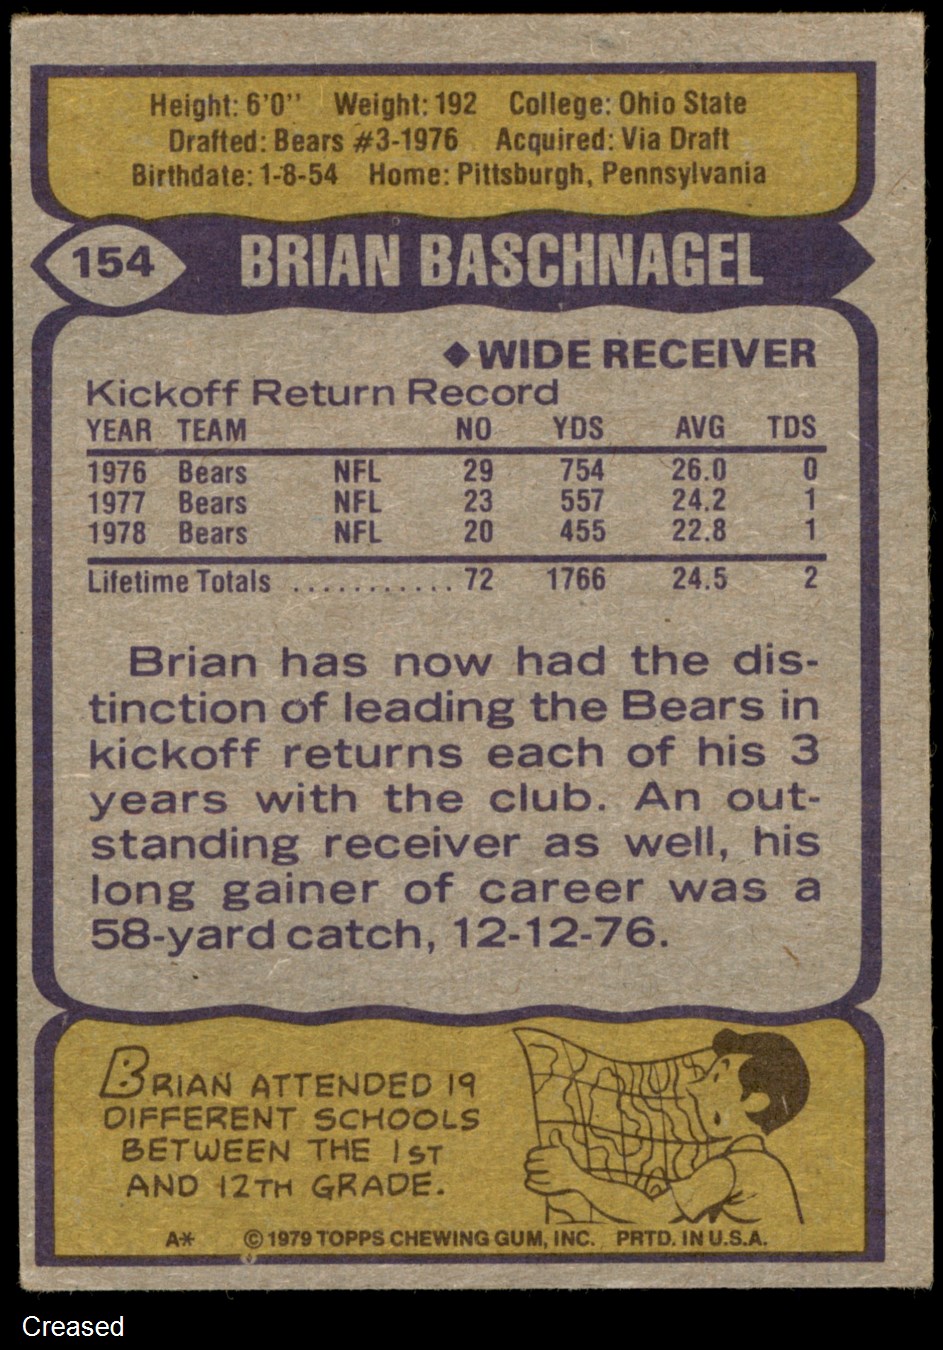 Height: 6'0" Weight: 192 College: Ohio State
Drafted: Bears #3-1976 Acquired: Via Draft
Birthdate: 1-8-54 Home: Pittsburgh, Pennsylvania
154 BRIAN BASCHNAGEL
◆ WIDE RECEIVER
Kickoff Return Record
YEAR TEAM NO YDS AVG TDS
1976 Bears NFL 29 754 26.0 0
1977 Bears NFL 23 557 24.2 1
1978 Bears NFL 20 455 22.8 1
Lifetime Totals ........... 72 1766 24.5 2
Brian has now had the dis-
tinction of leading the Bears in
kickoff returns each of his 3
years with the club. An out-
standing receiver as well, his
long gainer of career was a
58-yard catch, 12-12-76.
BRIAN ATTENDED 19
DIFFERENT SCHOOLS
BETWEEN THE 1ST
AND 12TH GRADE.
A* © 1979 TOPPS CHEWING GUM, INC. PRTD. IN U.S.A.
Creased